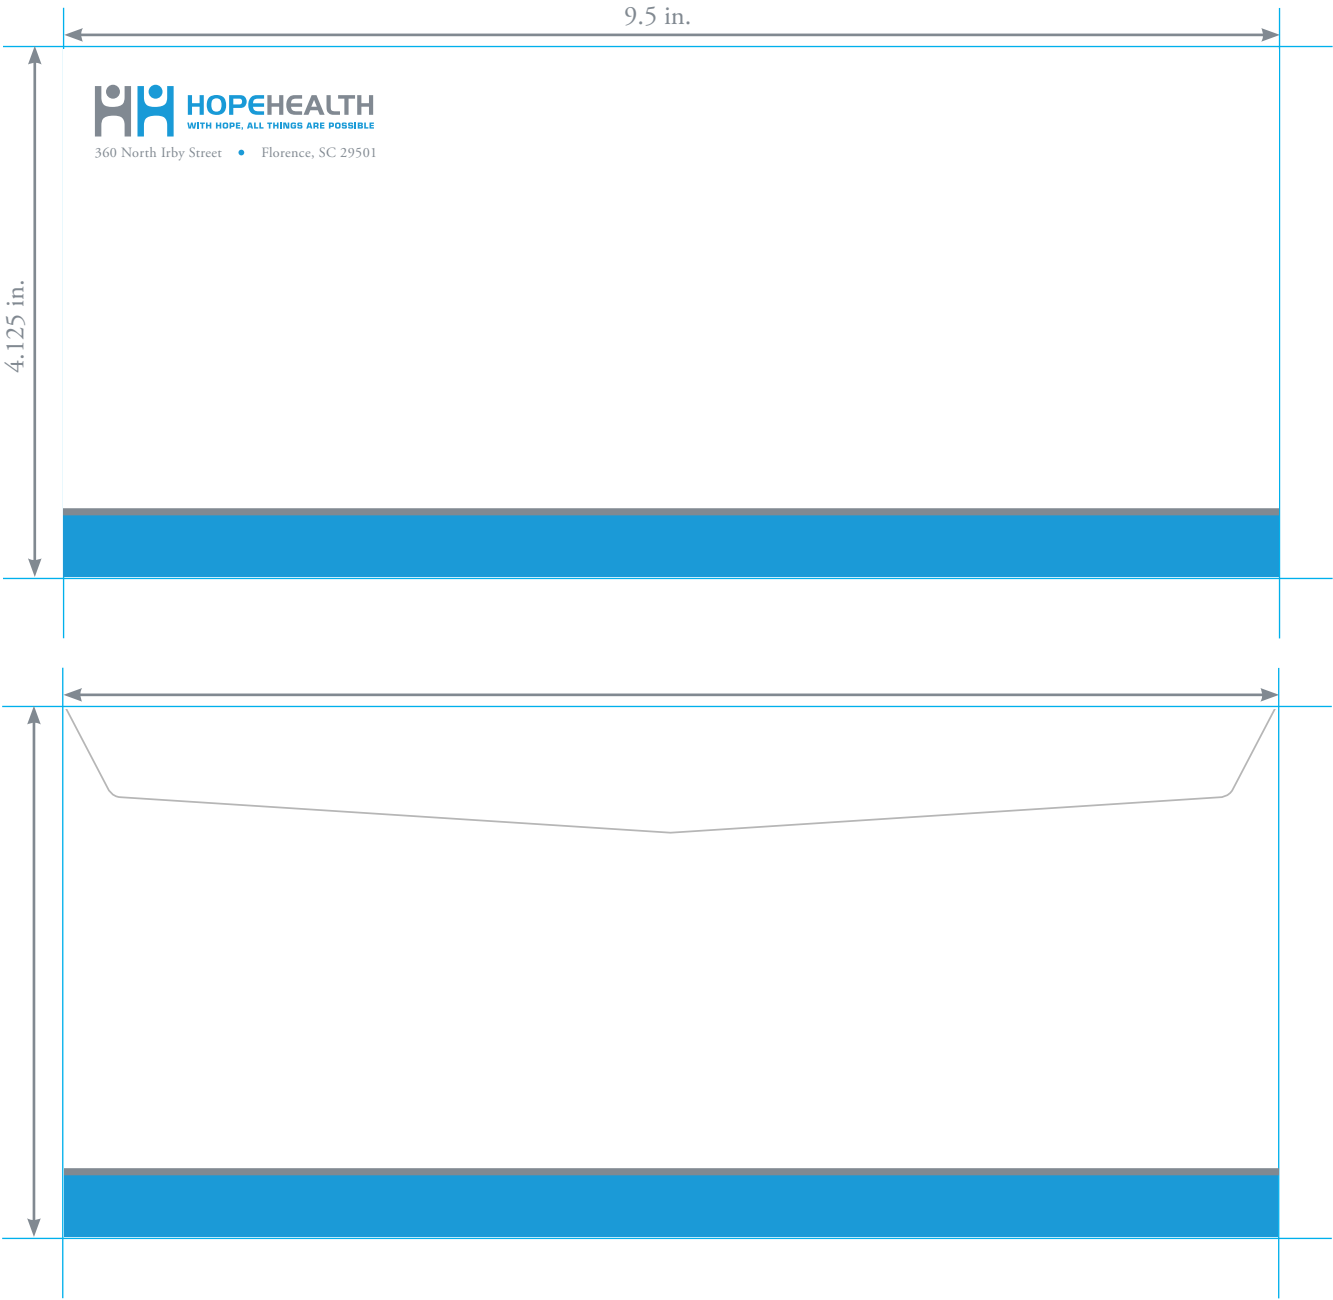 9.5 in.
HOPEHEALTH
WITH HOPE, ALL THINGS ARE POSSIBLE
360 North Irby Street • Florence, SC 29501
4.125 in.